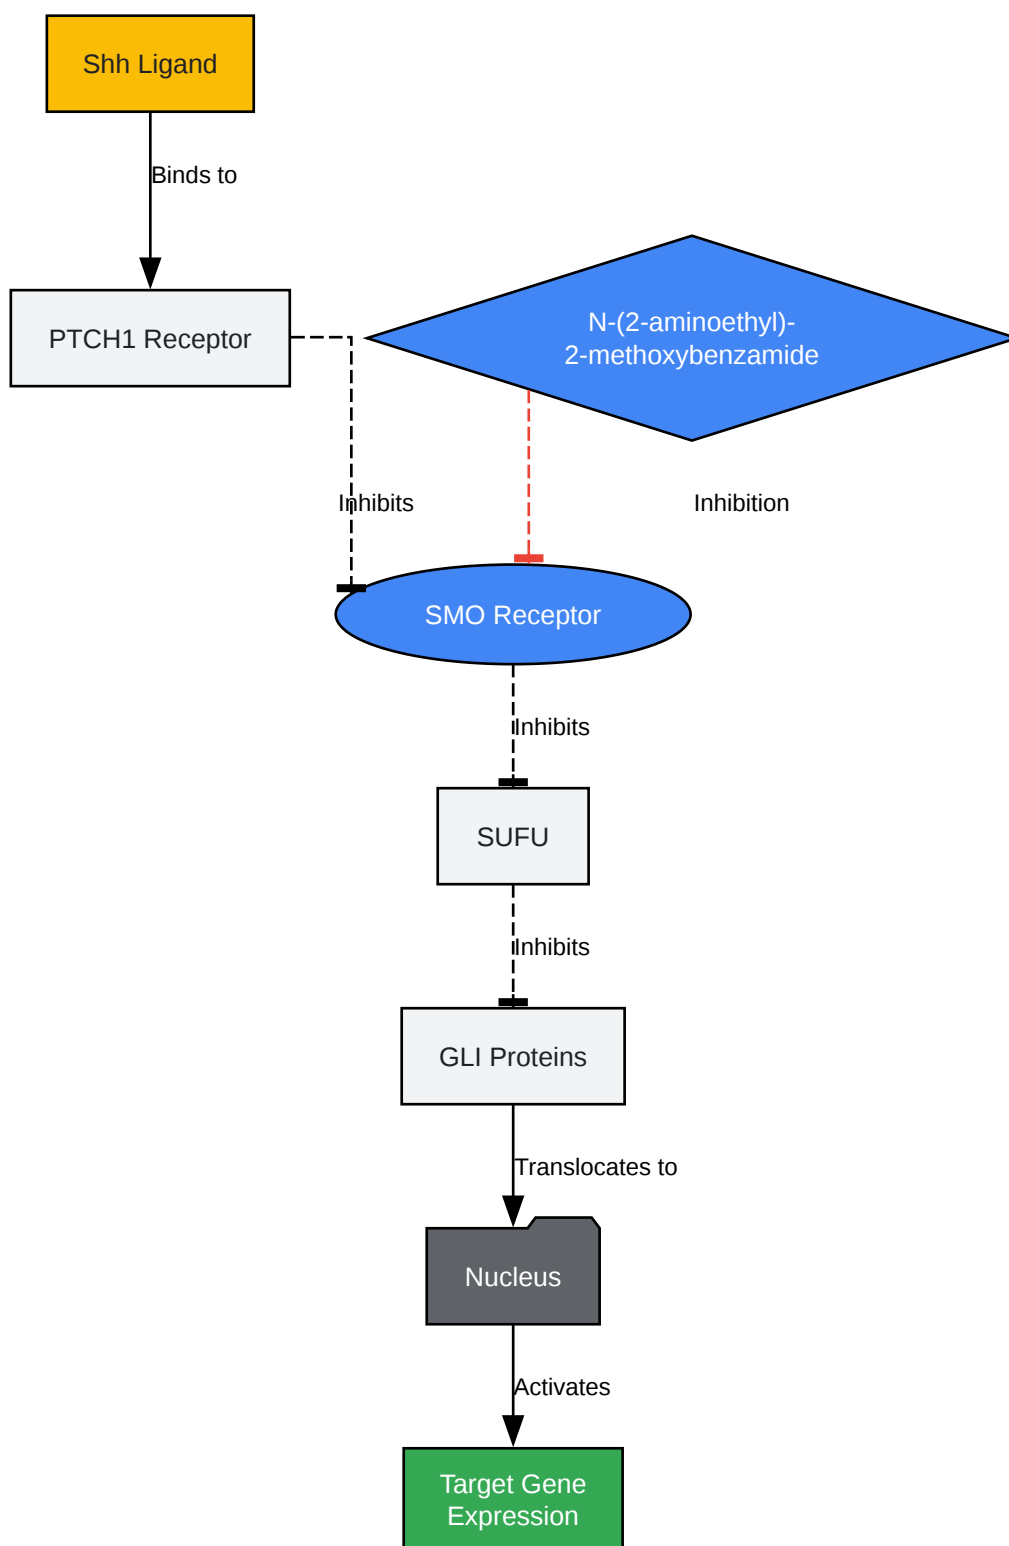 Shh Ligand
Binds to
PTCH1 Receptor
N-(2-aminoethyl)-
2-methoxybenzamide
Inhibits
Inhibition
SMO Receptor
Inhibits
SUFU
Inhibits
GLI Proteins
Translocates to
Nucleus
Activates
Target Gene
Expression